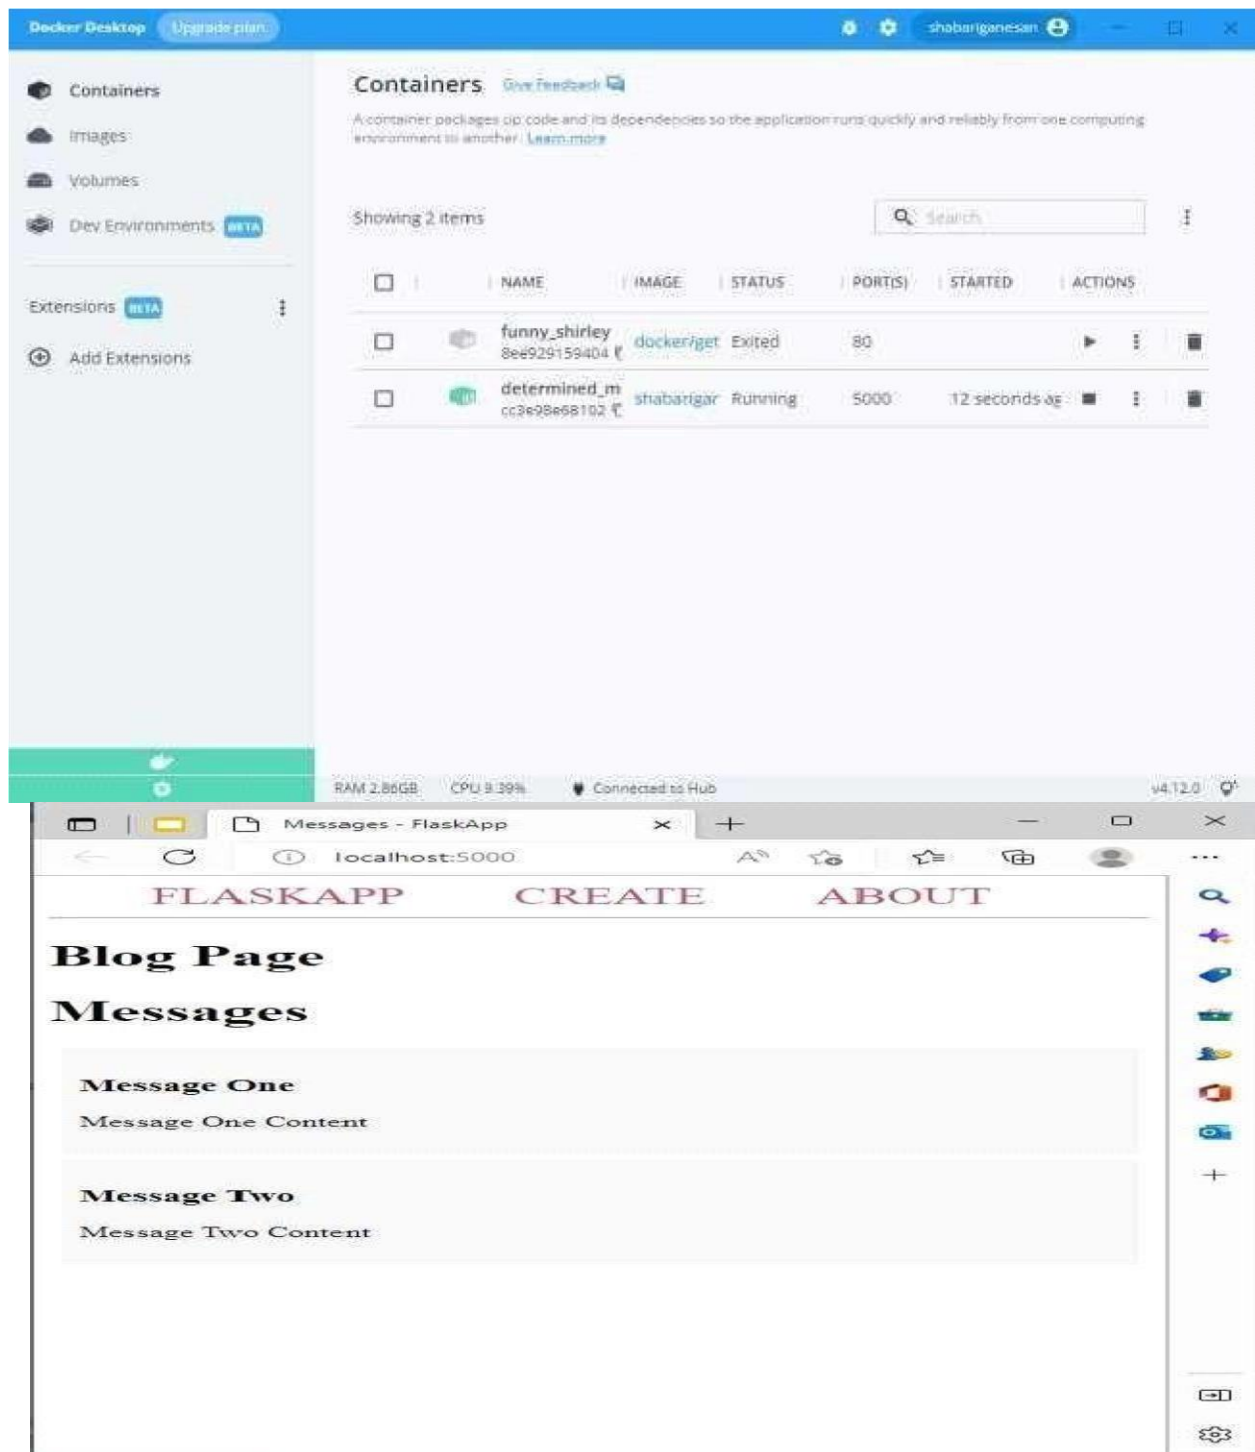 Docker Desktop Upgrade plan shabariganesan
Containers
Images
Volumes
Dev Environments BETA
Extensions BETA
Add Extensions
Containers Give Feedback
A container packages up code and its dependencies so the application runs quickly and reliably from one computing
environment to another. Learn more
Showing 2 items
Search
NAME IMAGE STATUS PORT(S) STARTED ACTIONS
funny_shirley docker/get Exited 80
8ee929159404
determined_m shabarigar Running 5000 12 seconds ag
cc3e98e68102
RAM 2.86GB CPU 9.39% Connected to Hub v4.12.0
Messages - FlaskApp
localhost:5000
FLASKAPP CREATE ABOUT
Blog Page
Messages
Message One
Message One Content
Message Two
Message Two Content